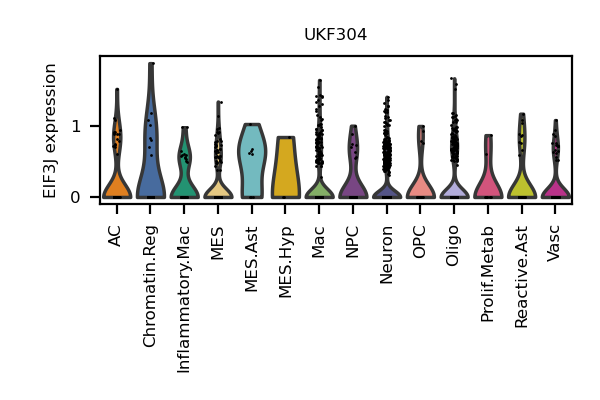 UKF304
EIF3J expression
1
0
AC
Chromatin.Reg
Inflammatory.Mac
MES
MES.Ast
MES.Hyp
Mac
NPC
Neuron
OPC
Oligo
Prolif.Metab
Reactive.Ast
Vasc